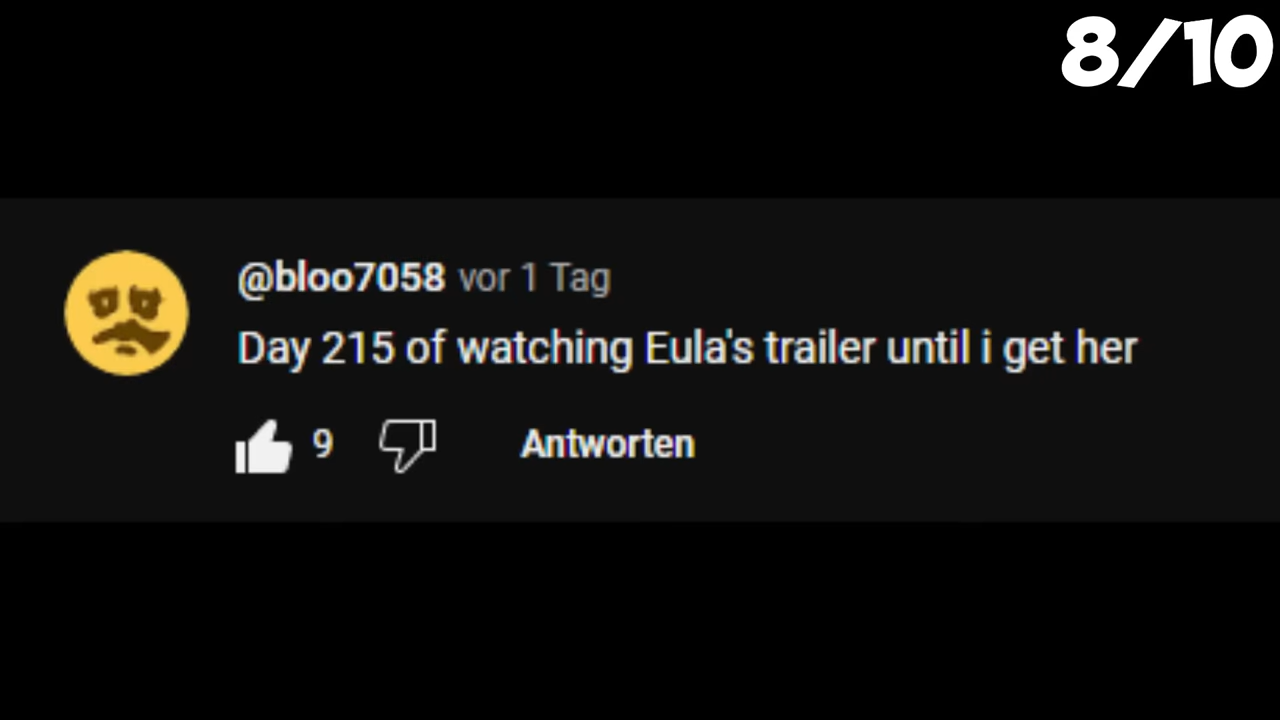 8/10
@bloo7058 vor 1 Tag
Day 215 of watching Eula's trailer until i get her
9 Antworten